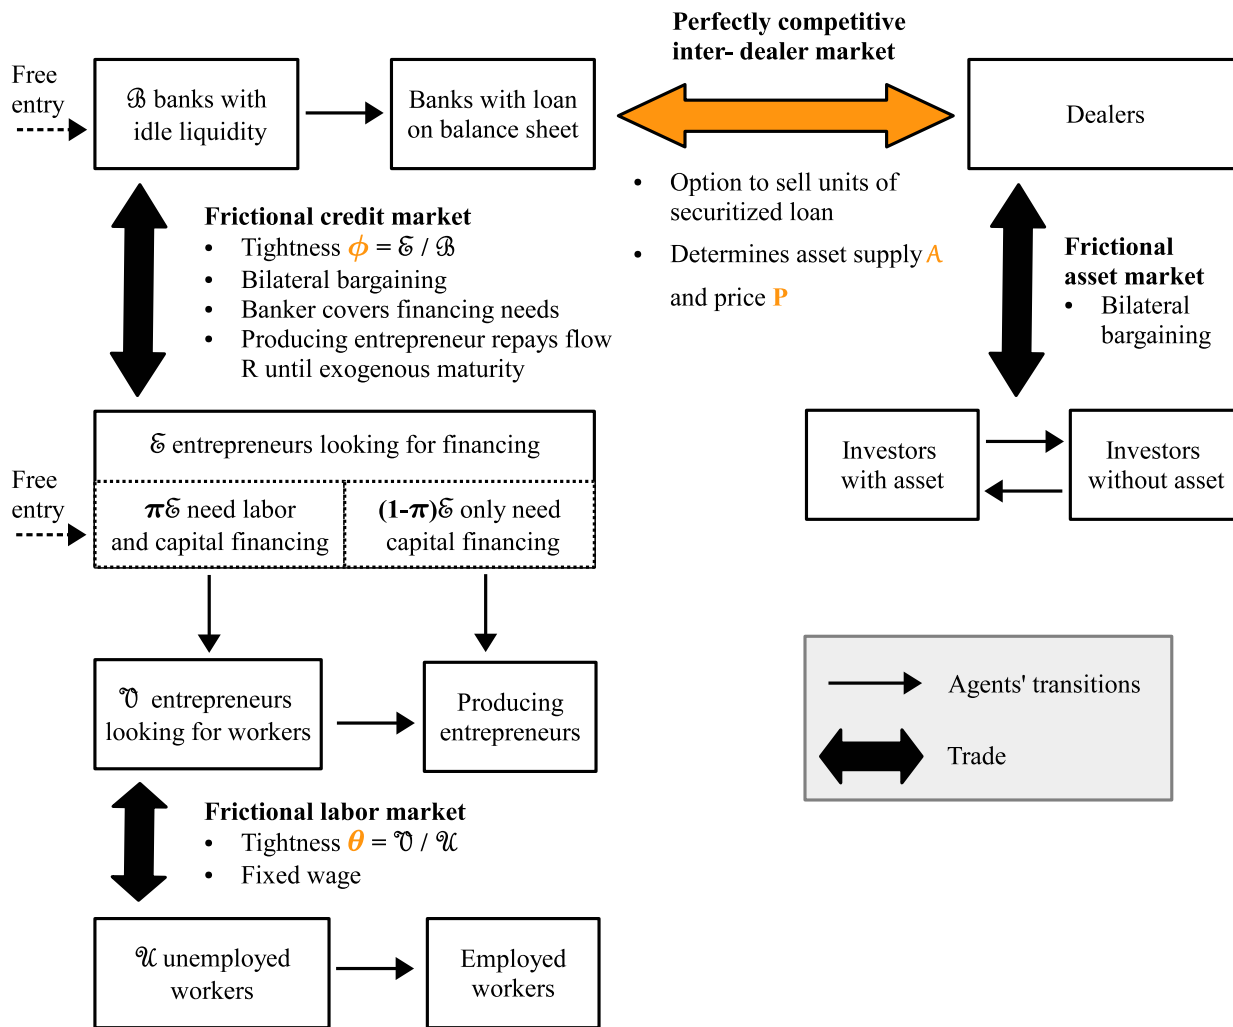 Perfectly competitive
inter- dealer market
Free
entry
ℬ banks with
idle liquidity
Banks with loan
on balance sheet
Dealers
• Option to sell units of
securitized loan
• Determines asset supply A
and price P
Frictional credit market
• Tightness ϕ = ℰ / ℬ
• Bilateral bargaining
• Banker covers financing needs
• Producing entrepreneur repays flow
R until exogenous maturity
Frictional
asset market
• Bilateral
bargaining
ℰ entrepreneurs looking for financing
Free
entry
πℰ need labor
and capital financing
(1-π)ℰ only need
capital financing
Investors
with asset
Investors
without asset
𝒱 entrepreneurs
looking for workers
Producing
entrepreneurs
Agents' transitions
Trade
Frictional labor market
• Tightness θ = 𝒱 / 𝒰
• Fixed wage
𝒰 unemployed
workers
Employed
workers